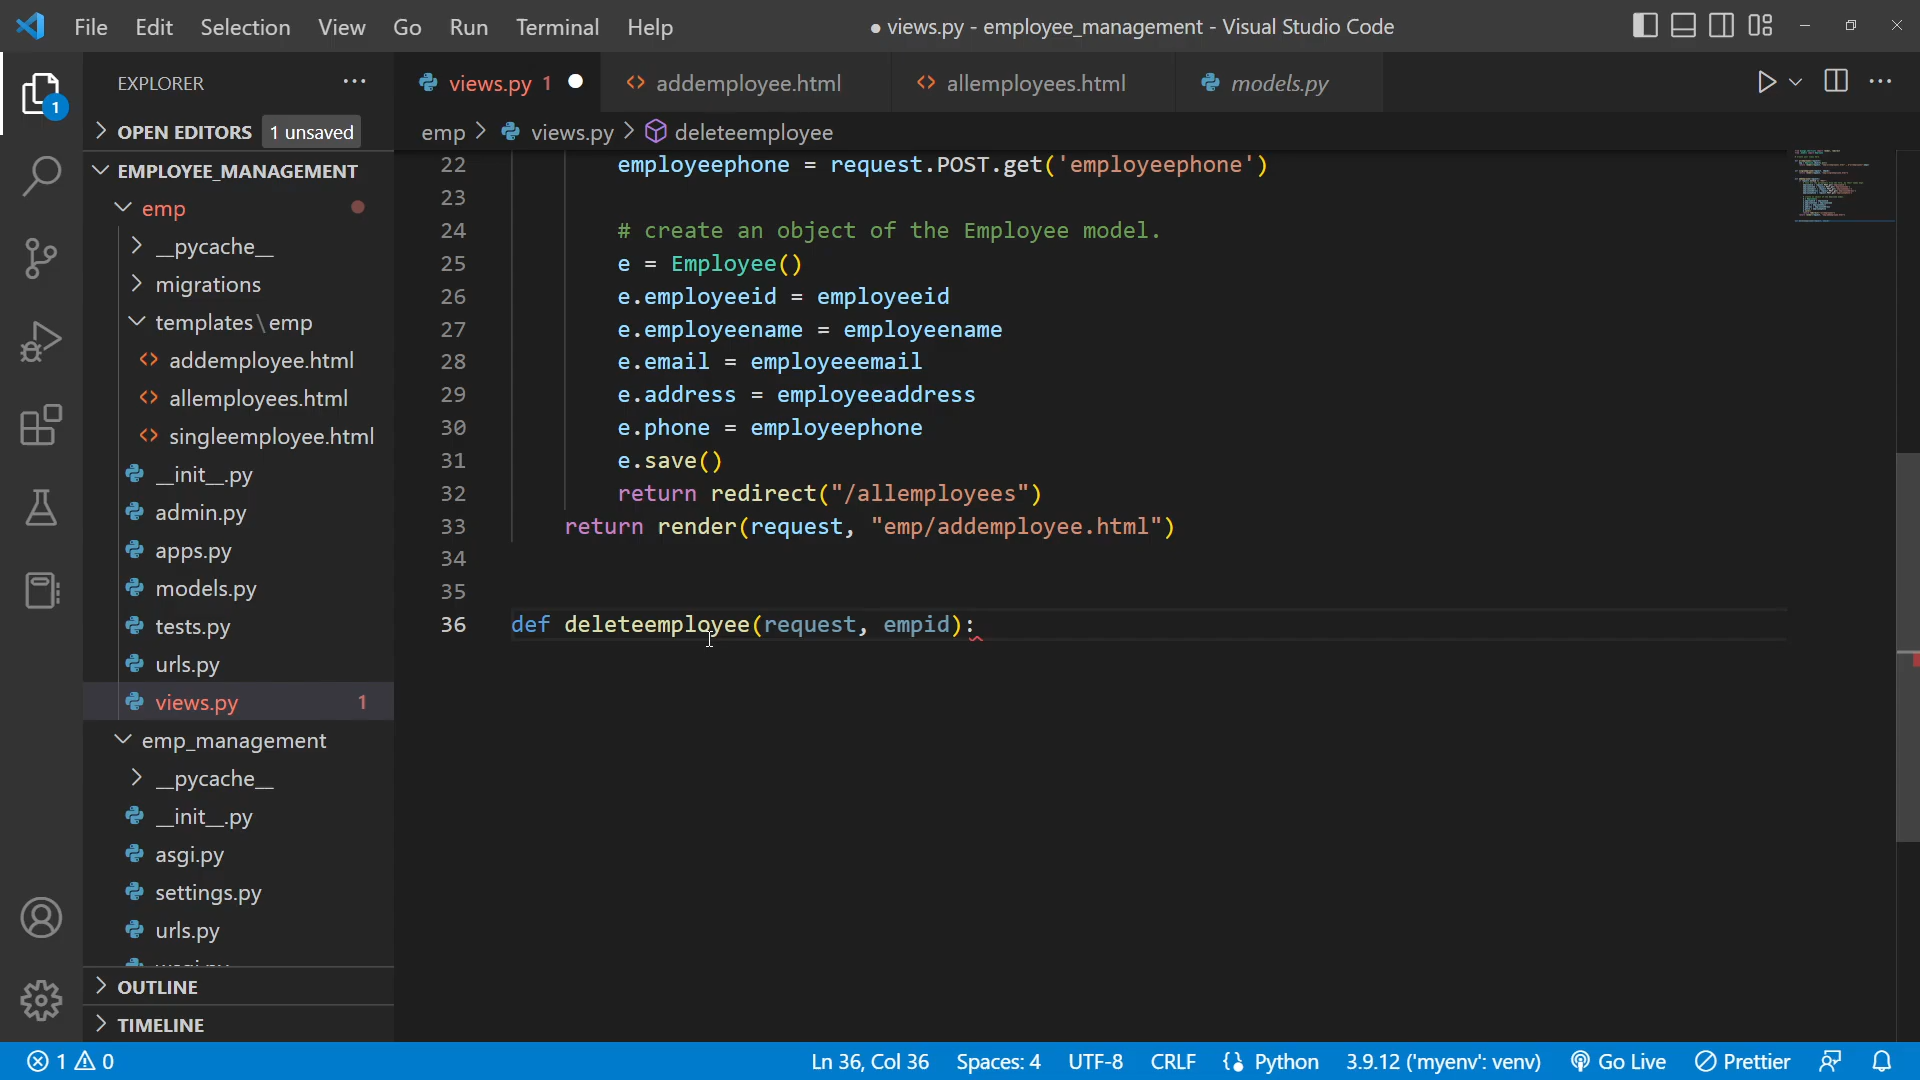 File Edit Selection View Go Run Terminal Help
● views.py - employee_management - Visual Studio Code
EXPLORER
OPEN EDITORS 1 unsaved
EMPLOYEE_MANAGEMENT
emp
__pycache__
migrations
templates\emp
addemployee.html
allemployees.html
singleemployee.html
__init__.py
admin.py
apps.py
models.py
tests.py
urls.py
views.py 1
emp_management
__pycache__
__init__.py
asgi.py
settings.py
urls.py
OUTLINE
TIMELINE
1
views.py 1 addemployee.html allemployees.html models.py
emp > views.py > deleteemployee
22 employeephone = request.POST.get('employeephone')
23
24 # create an object of the Employee model.
25 e = Employee()
26 e.employeeid = employeeid
27 e.employeename = employeename
28 e.email = employeeemail
29 e.address = employeeaddress
30 e.phone = employeephone
31 e.save()
32 return redirect("/allemployees")
33 return render(request, "emp/addemployee.html")
34
35
36 def deleteemployee(request, empid):
1 0 Ln 36, Col 36 Spaces: 4 UTF-8 CRLF Python 3.9.12 ('myenv': venv) Go Live Prettier